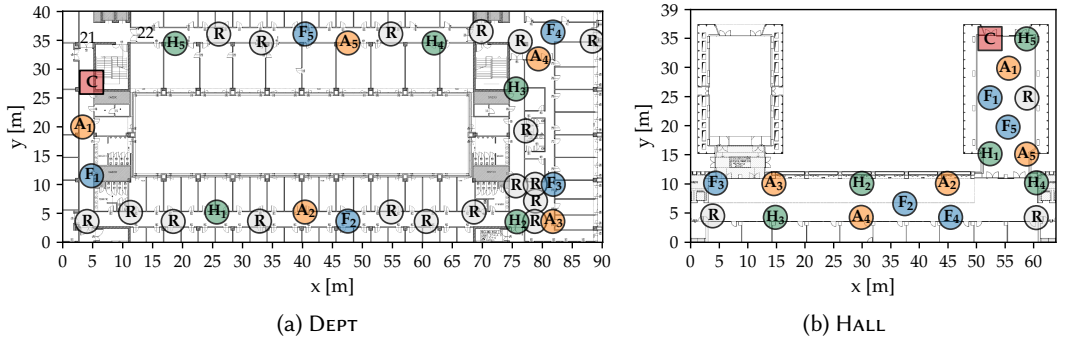 40
35
30
25
20
15
10
5
0
y [m]
21 22
R F₅ R R F₄
H₅ R A₅ H₄ R R
A₄
C
H₃
A₁ R
F₁
R R F₃
R
R H₁ A₂ R R
R R R F₂ R H₂ R A₃
0 5 10 15 20 25 30 35 40 45 50 55 60 65 70 75 80 85 90
x [m]
(a) Dept
39
30
20
15
10
5
0
y [m]
C H₅
A₁
F₁ R
F₅
H₁ A₅
F₃ A₃ H₂ A₂ H₄
F₂
R H₃ A₄ F₄ R
0 5 10 15 20 25 30 35 40 45 50 55 60
x [m]
(b) Hall